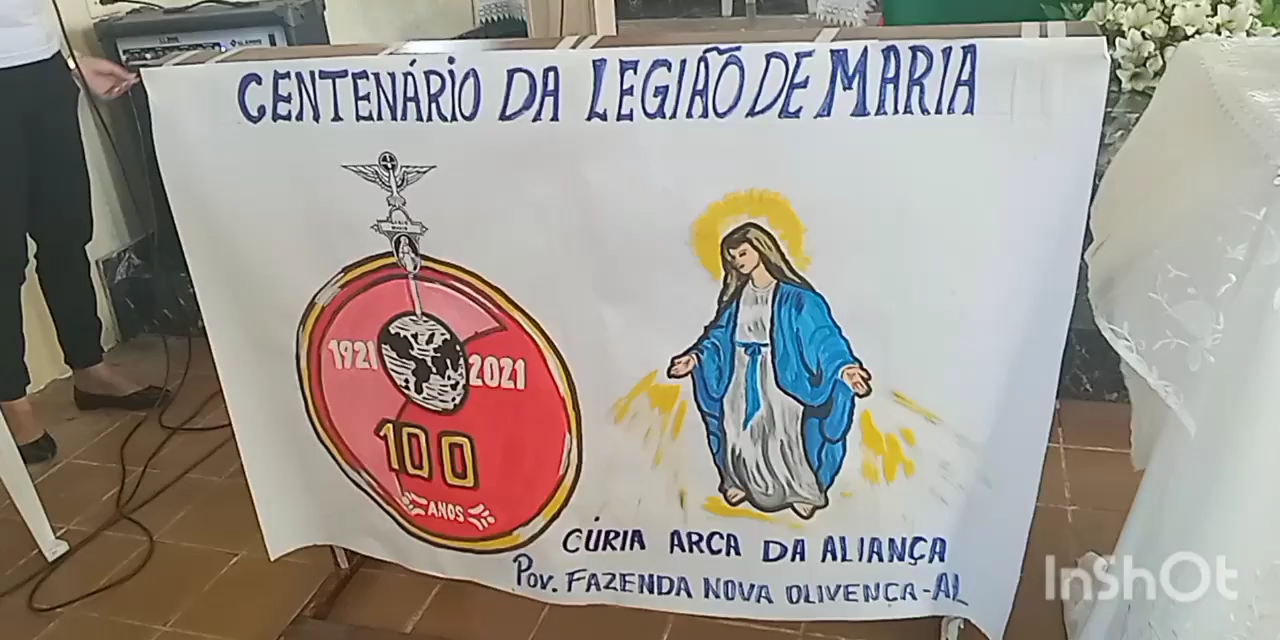 CENTENÁRIO DA LEGIÃO DE MARIA
1921 2021
100
ANOS
CÚRIA ARCA DA ALIANÇA
POV. FAZENDA NOVA OLIVENÇA-AL
InShOt